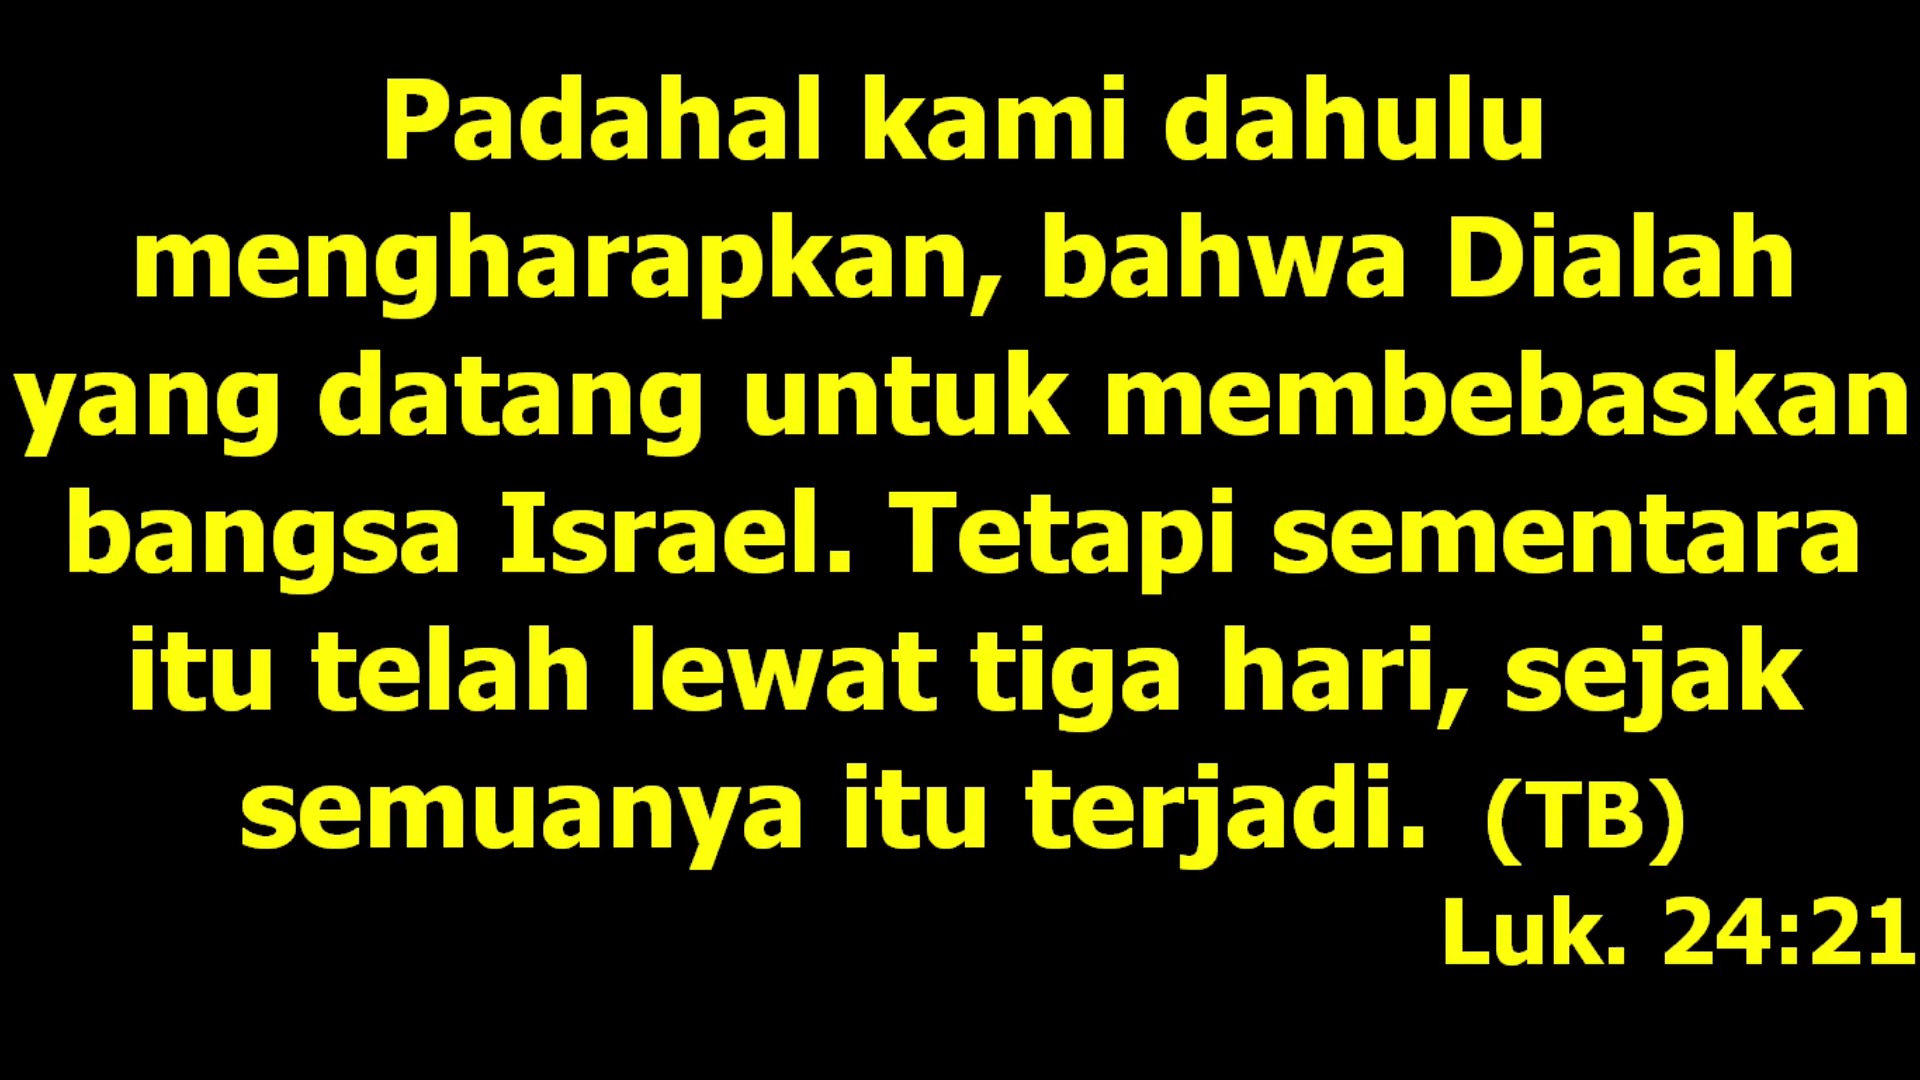 Padahal kami dahulu
mengharapkan, bahwa Dialah
yang datang untuk membebaskan
bangsa Israel. Tetapi sementara
itu telah lewat tiga hari, sejak
semuanya itu terjadi. (TB)
Luk. 24:21